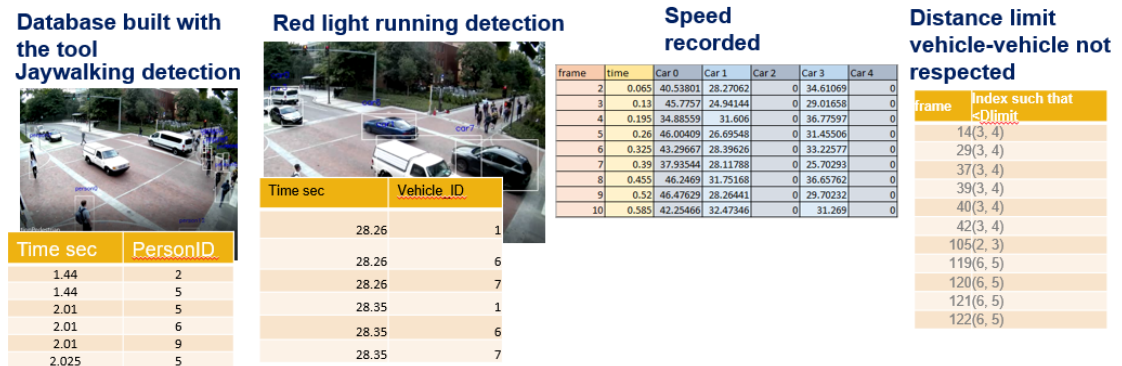 Database built with
the tool
Jaywalking detection
Time sec PersonID
1.44 2
1.44 5
2.01 5
2.01 6
2.01 9
2.025 5
Red light running detection
car7
Time sec Vehicle_ID
28.26 1
28.26 6
28.26 7
28.35 1
28.35 6
28.35 7
Speed
recorded
frame time Car 0 Car 1 Car 2 Car 3 Car 4
2 0.065 40.53801 28.27062 0 34.61069 0
3 0.13 45.7757 24.94144 0 29.01658 0
4 0.195 34.88559 31.606 0 36.77597 0
5 0.26 46.00409 26.69548 0 31.45506 0
6 0.325 43.29667 28.39626 0 33.22577 0
7 0.39 37.93544 28.11788 0 25.70293 0
8 0.455 46.2469 31.75168 0 36.65762 0
9 0.52 46.47629 28.26441 0 29.70232 0
10 0.585 42.25466 32.47346 0 31.269 0
Distance limit
vehicle-vehicle not
respected
frame Index such that
<Dlimit
14(3, 4)
29(3, 4)
37(3, 4)
39(3, 4)
40(3, 4)
42(3, 4)
105(2, 3)
119(6, 5)
120(6, 5)
121(6, 5)
122(6, 5)